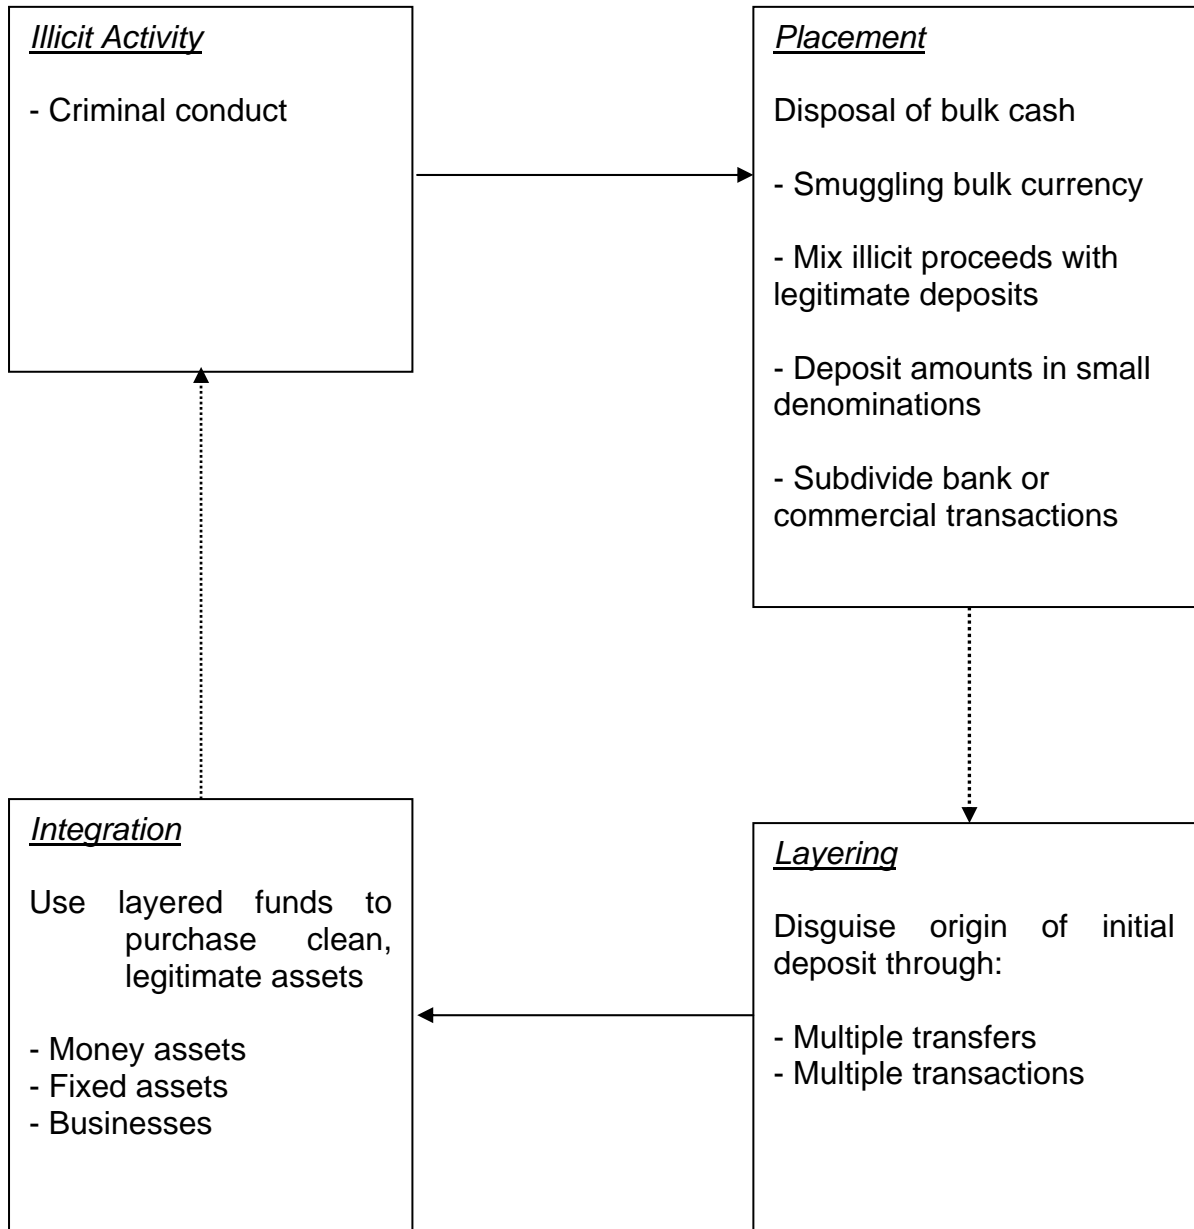 Illicit Activity
- Criminal conduct
Placement
Disposal of bulk cash
- Smuggling bulk currency
- Mix illicit proceeds with
legitimate deposits
- Deposit amounts in small
denominations
- Subdivide bank or
commercial transactions
Layering
Disguise origin of initial
deposit through:
- Multiple transfers
- Multiple transactions
Integration
Use layered funds to
purchase clean,
legitimate assets
- Money assets
- Fixed assets
- Businesses